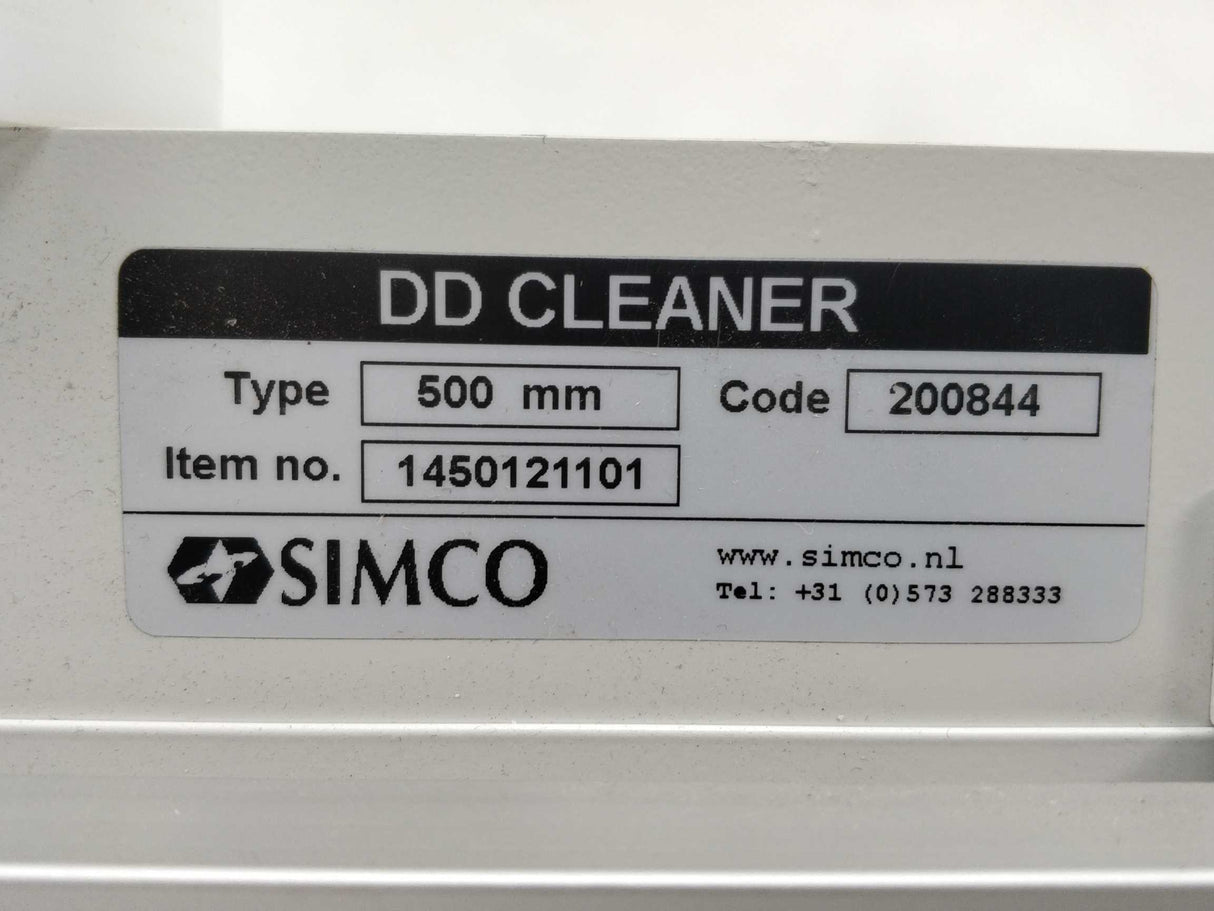 DD CLEANER
Type 500 mm Code 200844
Item no. 1450121101
SIMCO
www.simco.nl
Tel: +31 (0)573 288333